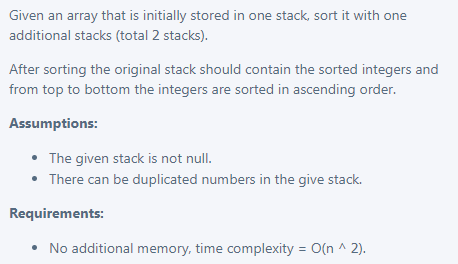 Given an array that is initially stored in one stack, sort it with one
additional stacks (total 2 stacks).
After sorting the original stack should contain the sorted integers and
from top to bottom the integers are sorted in ascending order.
Assumptions:
• The given stack is not null.
• There can be duplicated numbers in the give stack.
Requirements:
• No additional memory, time complexity = O(n ^ 2).